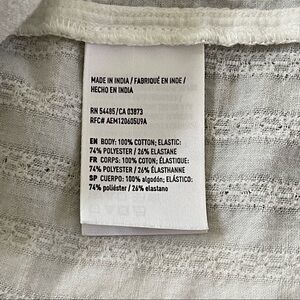 MADE IN INDIA / FABRIQUÉ EN INDE /
HECHO EN INDIA
RN 54485/CA 03873
RFC# AEM120605U9A
EN BODY: 100% COTTON; ELASTIC:
74% POLYESTER / 26% ELASTANE
FR CORPS: 100% COTON; ÉLASTIQUE:
74% POLYESTER / 26% ÉLASTHANNE
SP CUERPO: 100% algodón; ELÁSTICO:
74% poliéster / 26% elastano